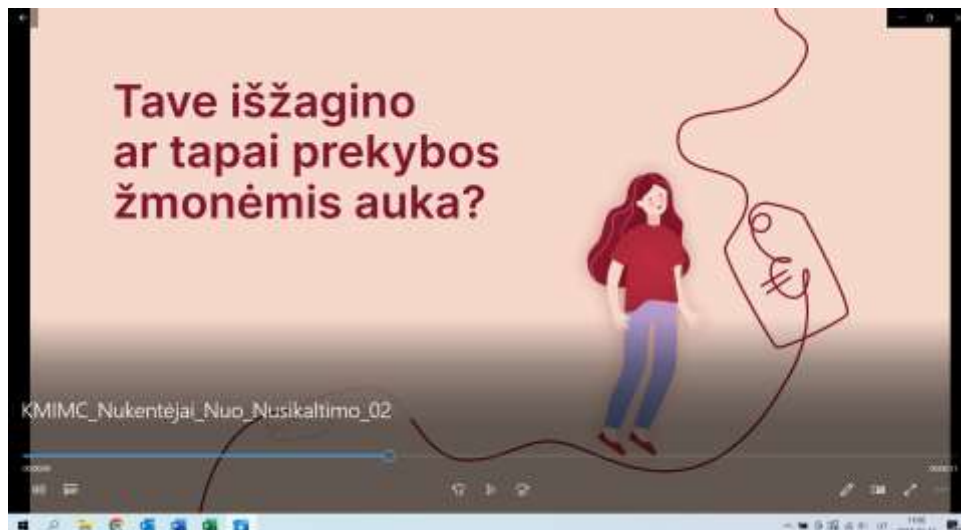 Tave išžagino
ar tapai prekybos
žmonėmis auka?
€
KMIMC_Nukentėjai_Nuo_Nusikaltimo_02